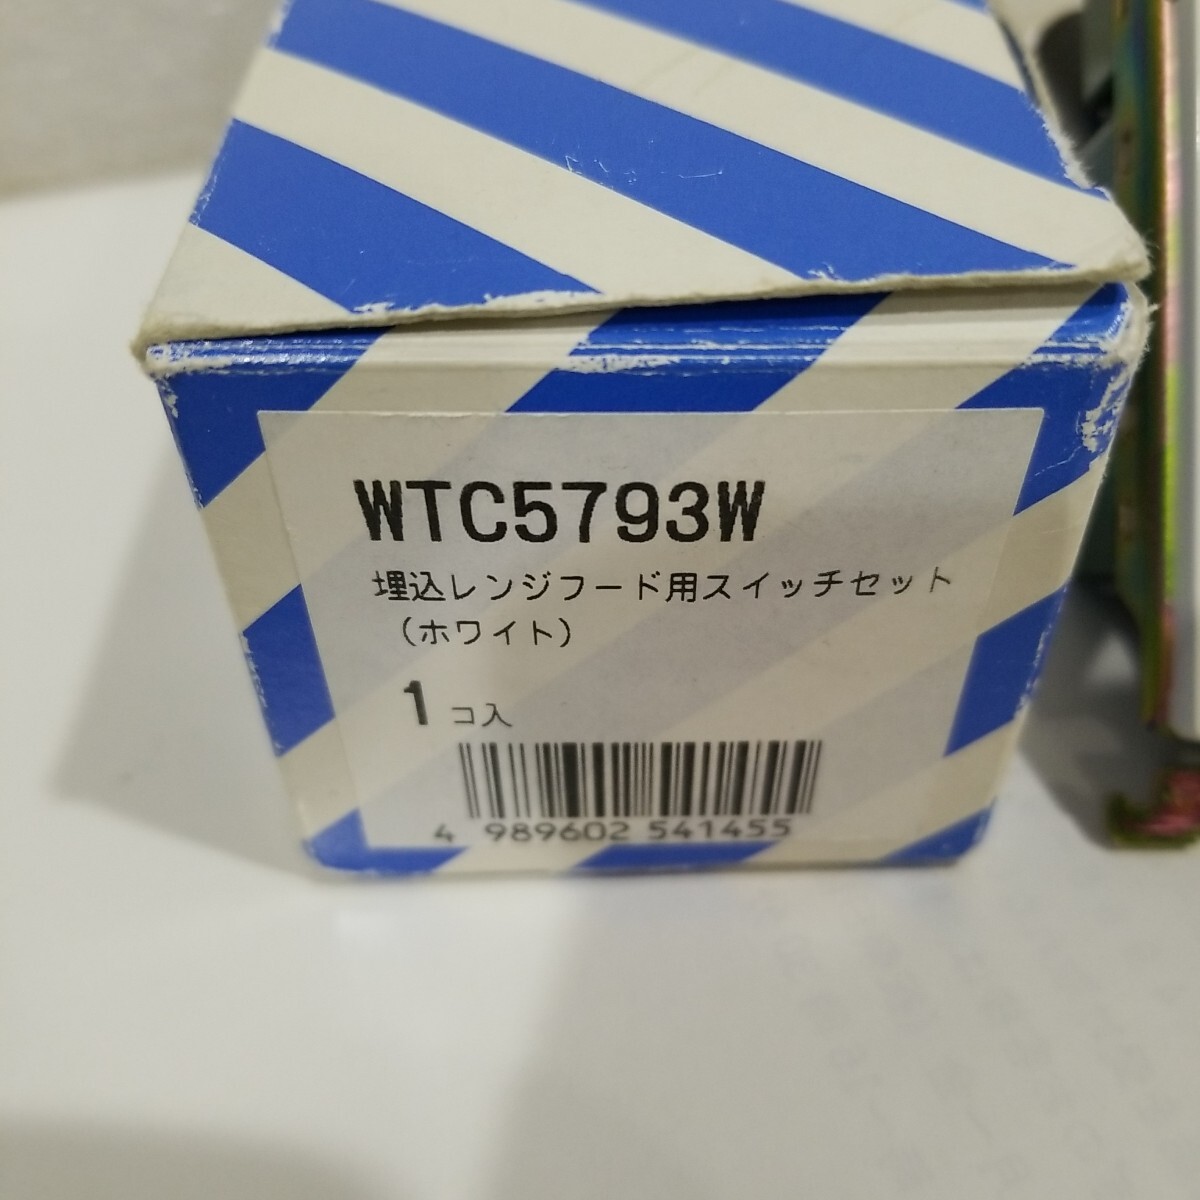 WTC5793W
埋込レンジフード用スイッチセット
（ホワイト）
1 コ入
4 989602 541455